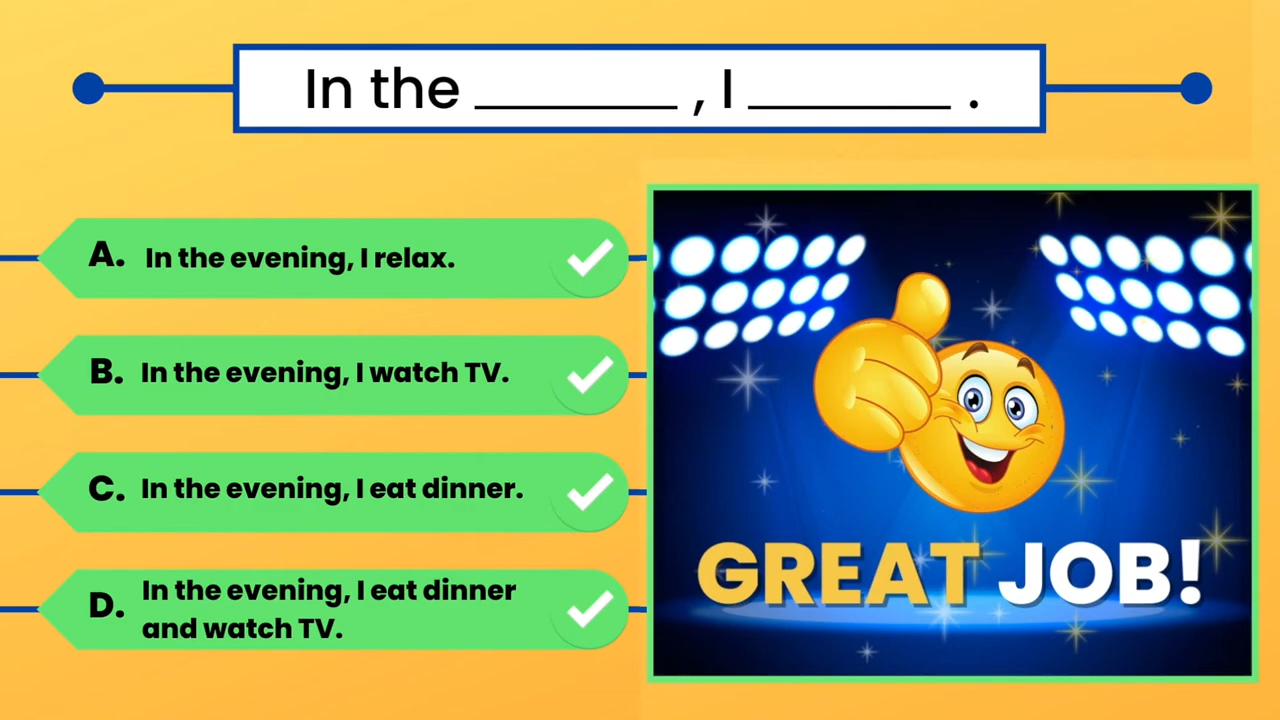 In the ________ , I ________ .
A. In the evening, I relax.
B. In the evening, I watch TV.
C. In the evening, I eat dinner.
D. In the evening, I eat dinner
and watch TV.
GREAT JOB!